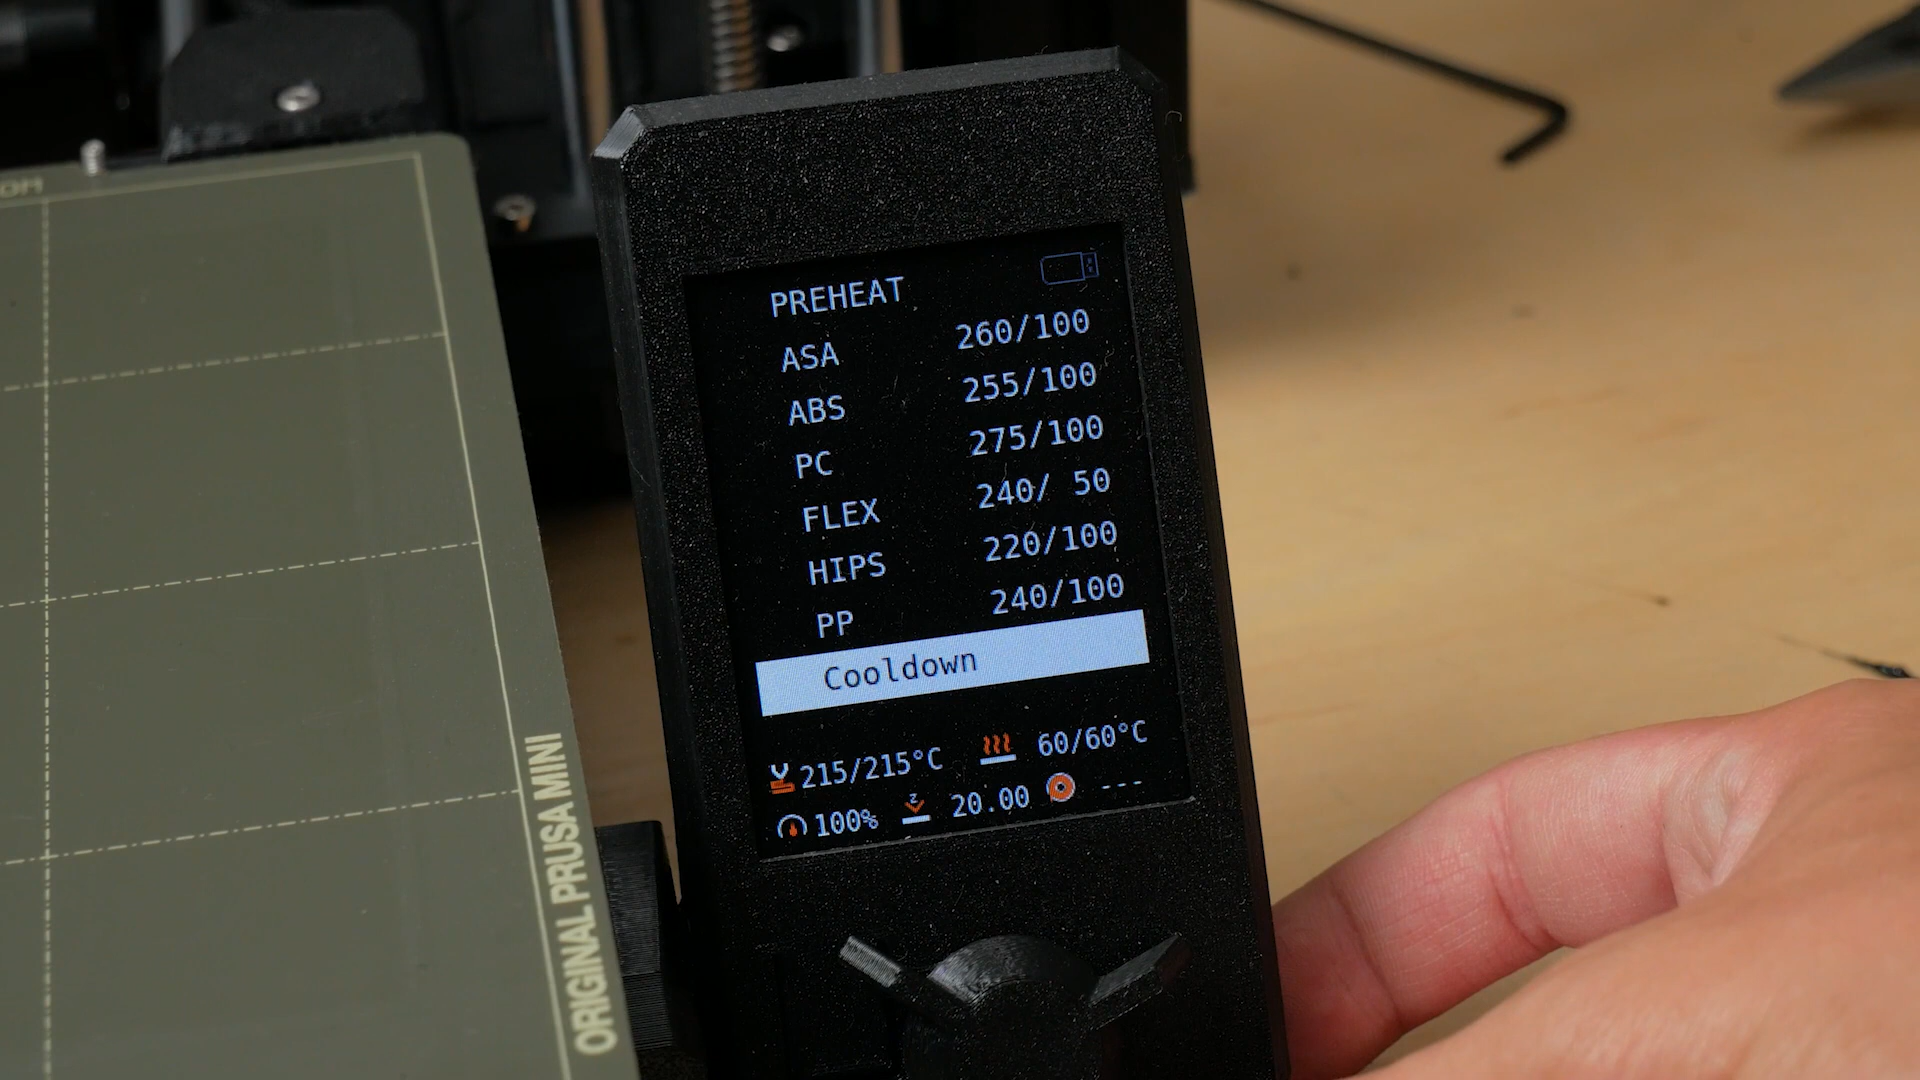 PREHEAT
ASA 260/100
ABS 255/100
PC 275/100
FLEX 240/ 50
HIPS 220/100
PP 240/100
Cooldown
215/215°C 60/60°C
100% z 20.00 ---
ORIGINAL PRUSA MINI